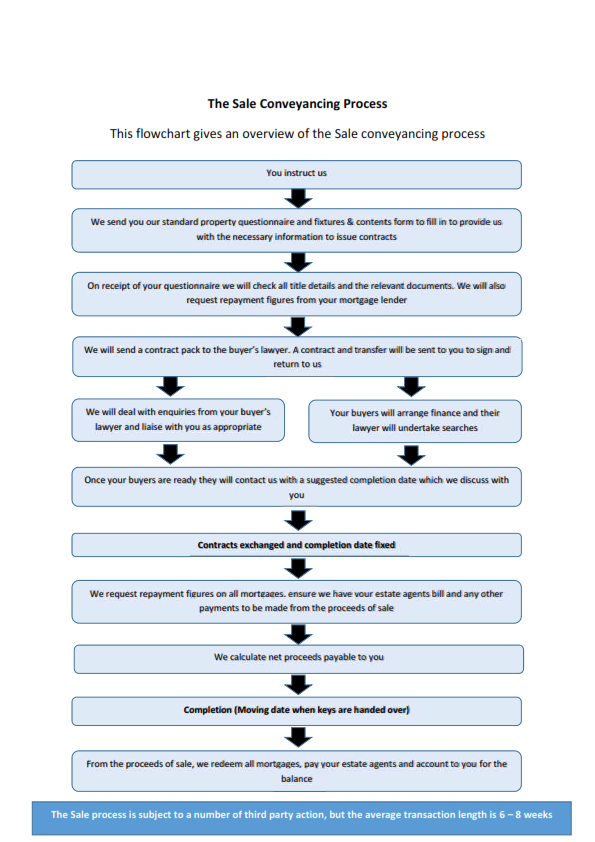 The Sale Conveyancing Process
This flowchart gives an overview of the Sale conveyancing process
You instruct us
We send you our standard property questionnaire and fixtures & contents form to fill in to provide us
with the necessary information to issue contracts
On receipt of your questionnaire we will check all title details and the relevant documents. We will also
request repayment figures from your mortgage lender
We will send a contract pack to the buyer's lawyer. A contract and transfer will be sent to you to sign and
return to us
We will deal with enquiries from your buyer's
lawyer and liaise with you as appropriate
Your buyers will arrange finance and their
lawyer will undertake searches
Once your buyers are ready they will contact us with a suggested completion date which we discuss with
you
Contracts exchanged and completion date fixed
We request repayment figures on all mortgages, ensure we have your estate agents bill and any other
payments to be made from the proceeds of sale
We calculate net proceeds payable to you
Completion (Moving date when keys are handed over)
From the proceeds of sale, we redeem all mortgages, pay your estate agents and account to you for the
balance
The Sale process is subject to a number of third party action, but the average transaction length is 6 – 8 weeks